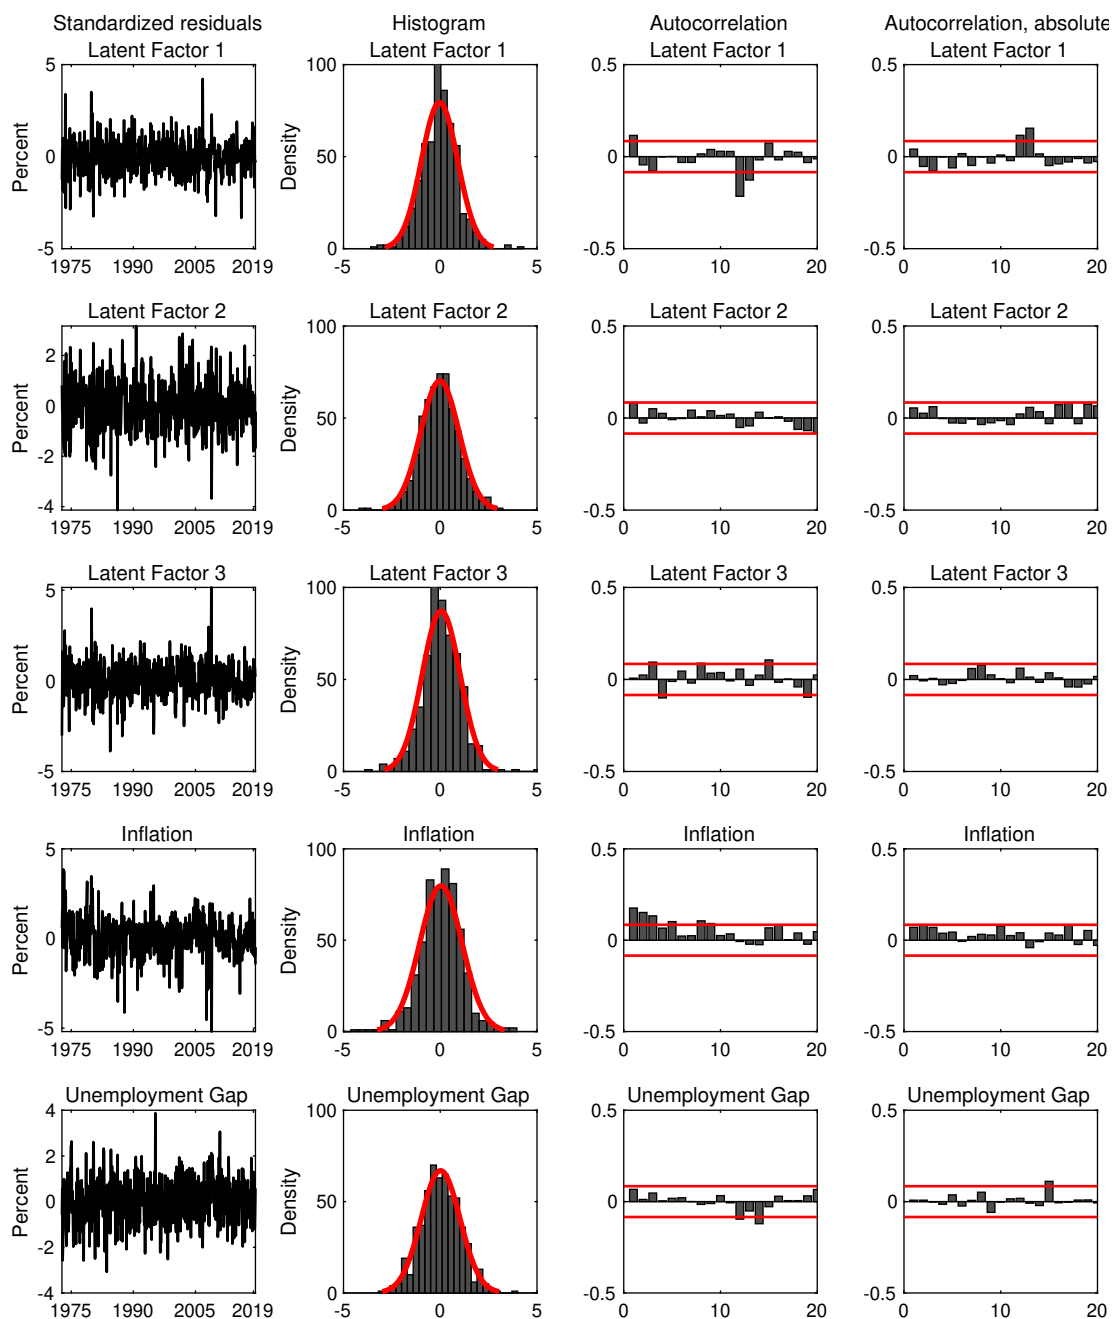 Standardized residuals Histogram Autocorrelation Autocorrelation, absolute
Latent Factor 1 Latent Factor 1 Latent Factor 1 Latent Factor 1
5 100 0.5 0.5
Percent Density
0 50 0 0
-5 0 -0.5 -0.5
1975 1990 2005 2019 -5 0 5 0 10 20 0 10 20
Latent Factor 2 Latent Factor 2 Latent Factor 2 Latent Factor 2
100 0.5 0.5
2
Percent Density
0 50 0 0
-2
-4 0 -0.5 -0.5
1975 1990 2005 2019 -5 0 5 0 10 20 0 10 20
Latent Factor 3 Latent Factor 3 Latent Factor 3 Latent Factor 3
5 100 0.5 0.5
Percent Density
0 50 0 0
-5 0 -0.5 -0.5
1975 1990 2005 2019 -5 0 5 0 10 20 0 10 20
Inflation Inflation Inflation Inflation
5 100 0.5 0.5
Percent Density
0 50 0 0
-5 0 -0.5 -0.5
1975 1990 2005 2019 -5 0 5 0 10 20 0 10 20
Unemployment Gap Unemployment Gap Unemployment Gap Unemployment Gap
4 100 0.5 0.5
2
Percent Density
0 50 0 0
-2
-4 0 -0.5 -0.5
1975 1990 2005 2019 -5 0 5 0 10 20 0 10 20